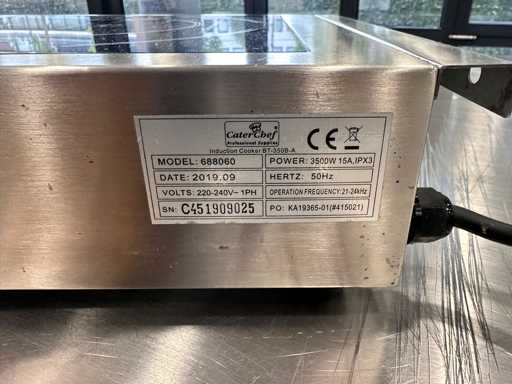 CaterChef
Professional Supplies
Induction Cooker BT-350B-A
CE
MODEL: 688060
POWER: 3500W 15A,IPX3
DATE: 2019.09
HERTZ: 50Hz
VOLTS: 220-240V~ 1PH
OPERATION FREQUENCY: 21-24kHz
SN: C451909025
PO: KA19365-01(#415021)